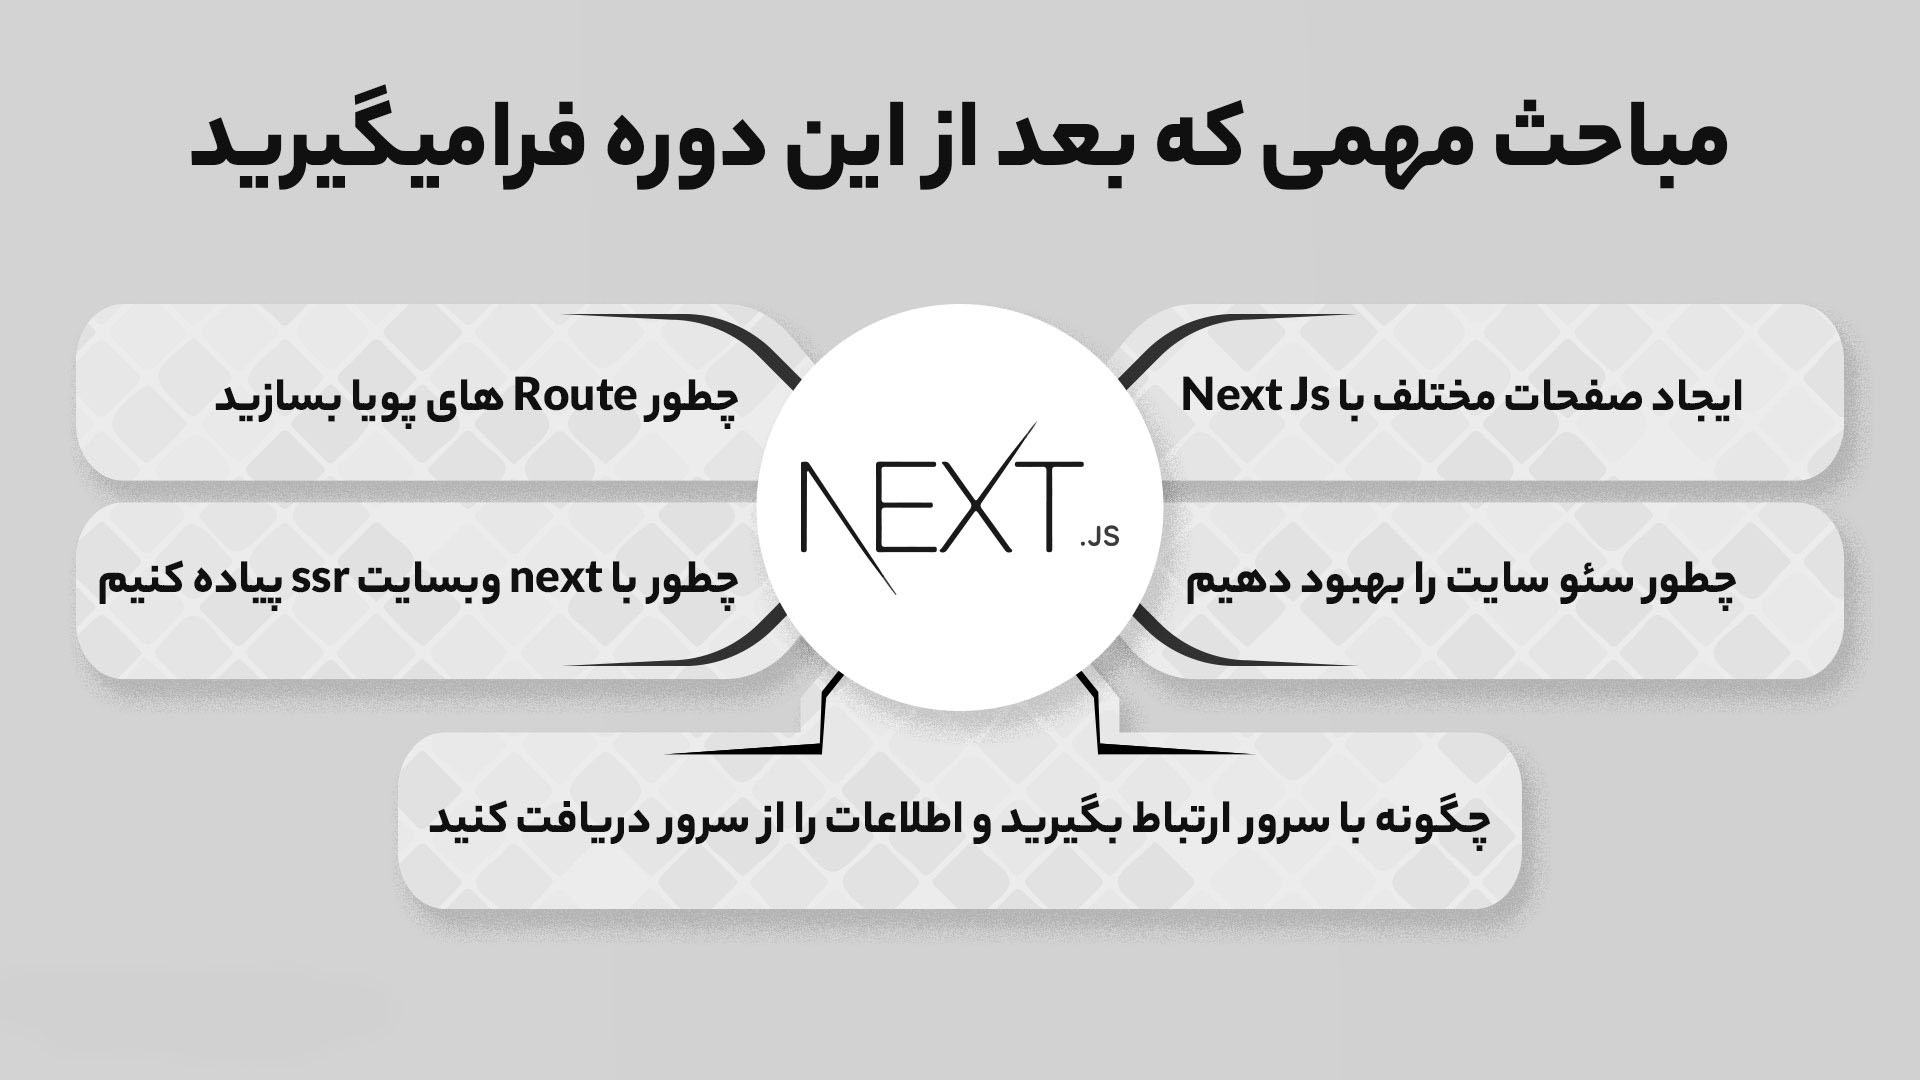 مباحث مهمی که بعد از این دوره فرامیگیرید
ایجاد صفحات مختلف با Next Js
چطور Route های پویا بسازید
NEXT.JS
چطور سئو سایت را بهبود دهیم
چطور با next وبسایت ssr پیاده کنیم
چگونه با سرور ارتباط بگیرید و اطلاعات را از سرور دریافت کنید